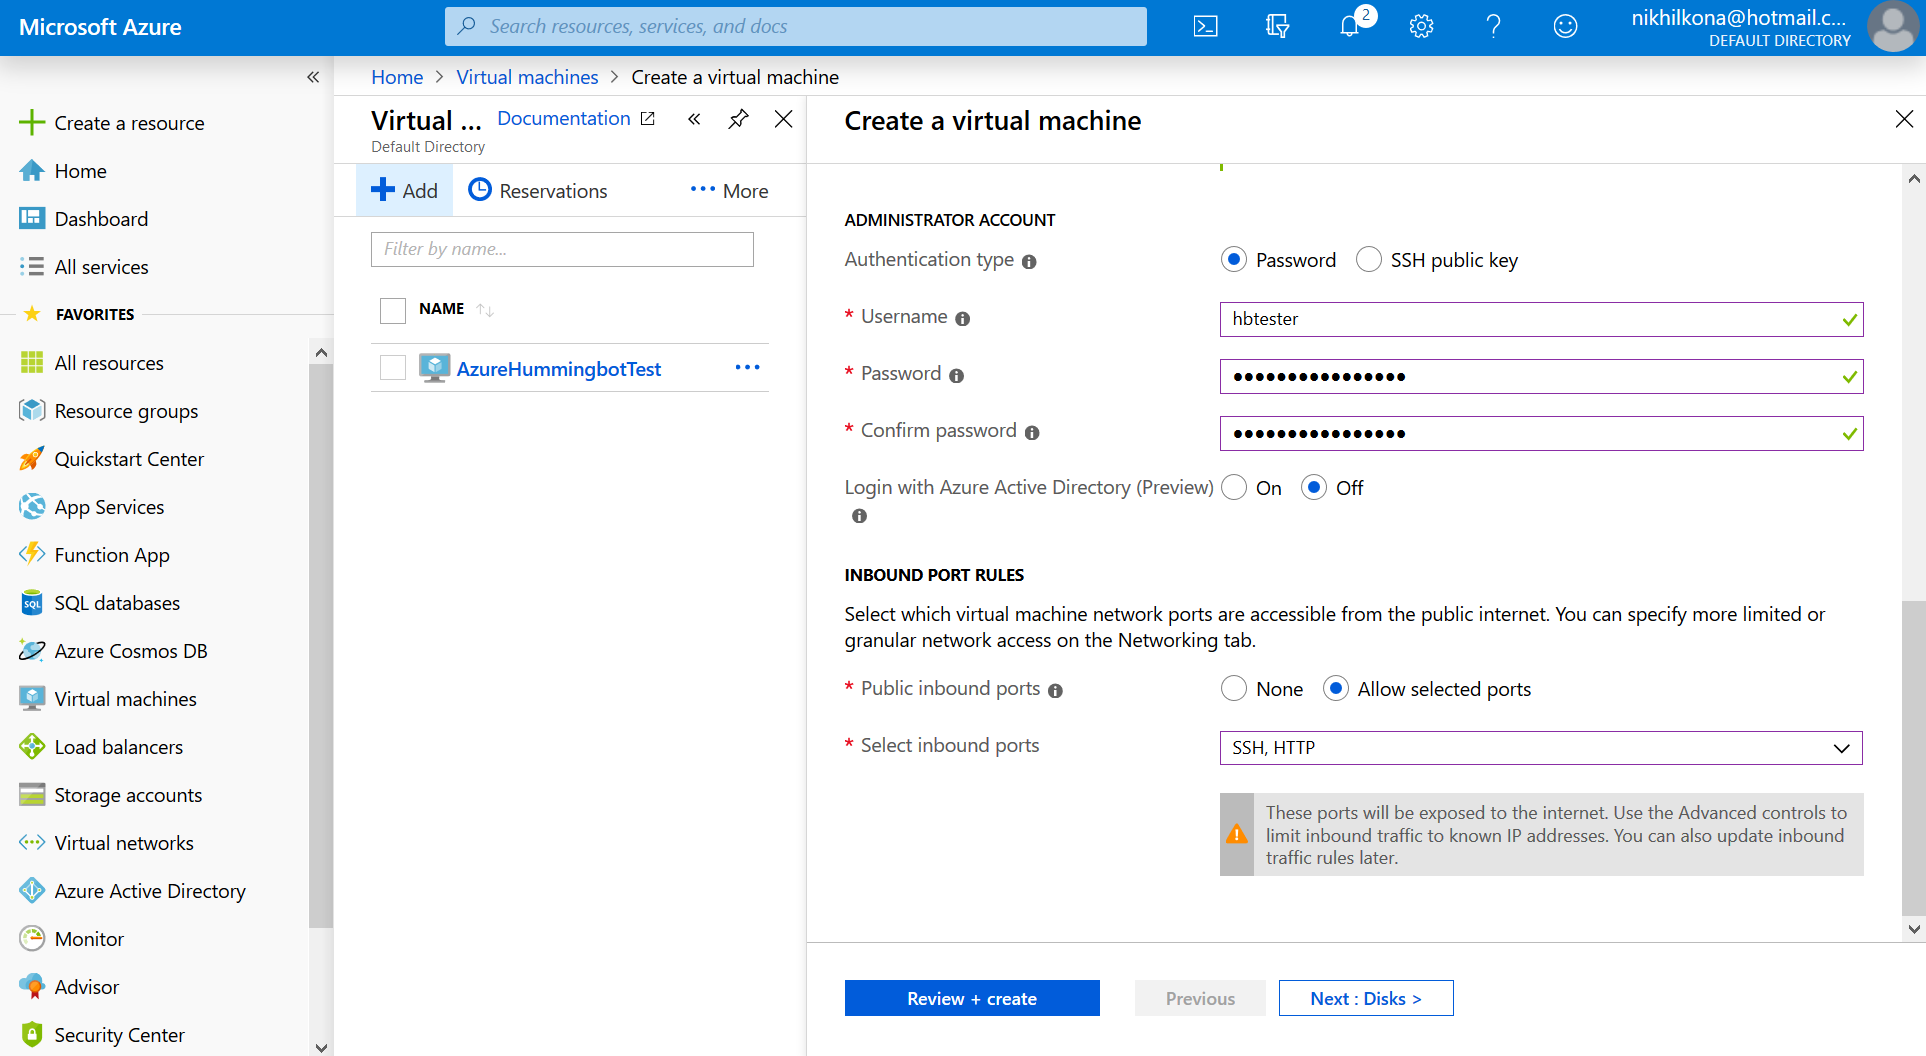 Microsoft Azure
Search resources, services, and docs
2
nikhilkona@hotmail.c...
DEFAULT DIRECTORY
Create a resource
Home
Dashboard
All services
FAVORITES
All resources
Resource groups
Quickstart Center
App Services
Function App
SQL
SQL databases
Azure Cosmos DB
Virtual machines
Load balancers
Storage accounts
Virtual networks
Azure Active Directory
Monitor
Advisor
Security Center
Home > Virtual machines > Create a virtual machine
Virtual ... Documentation
Default Directory
Add Reservations ... More
Filter by name...
NAME
AzureHummingbotTest ...
Create a virtual machine
ADMINISTRATOR ACCOUNT
Authentication type Password SSH public key
* Username hbtester
* Password ••••••••••••••••
* Confirm password ••••••••••••••••
Login with Azure Active Directory (Preview) On Off
INBOUND PORT RULES
Select which virtual machine network ports are accessible from the public internet. You can specify more limited or
granular network access on the Networking tab.
* Public inbound ports None Allow selected ports
* Select inbound ports SSH, HTTP
These ports will be exposed to the internet. Use the Advanced controls to
limit inbound traffic to known IP addresses. You can also update inbound
traffic rules later.
Review + create Previous Next : Disks >